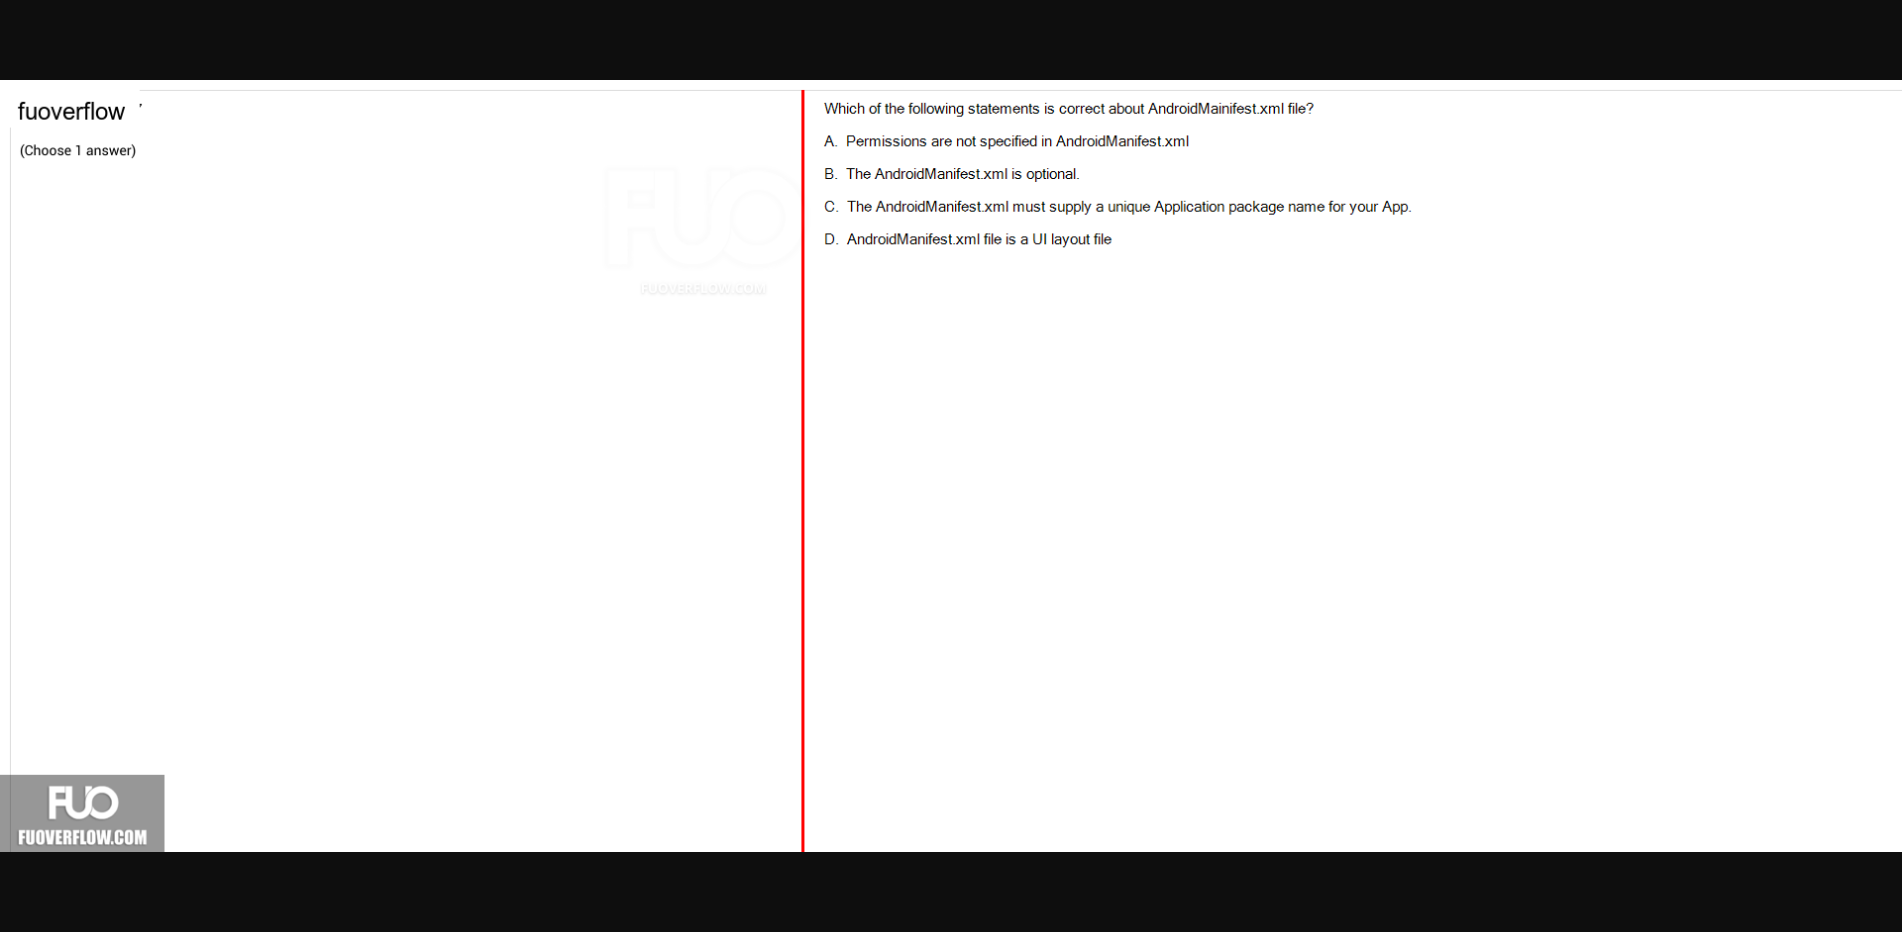 fuoverflow
(Choose 1 answer)
Which of the following statements is correct about AndroidMainifest.xml file?
A. Permissions are not specified in AndroidManifest.xml
B. The AndroidManifest.xml is optional.
C. The AndroidManifest.xml must supply a unique Application package name for your App.
D. AndroidManifest.xml file is a UI layout file
FUO
FUOVERFLOW.COM
FUO
FUOVERFLOW.COM